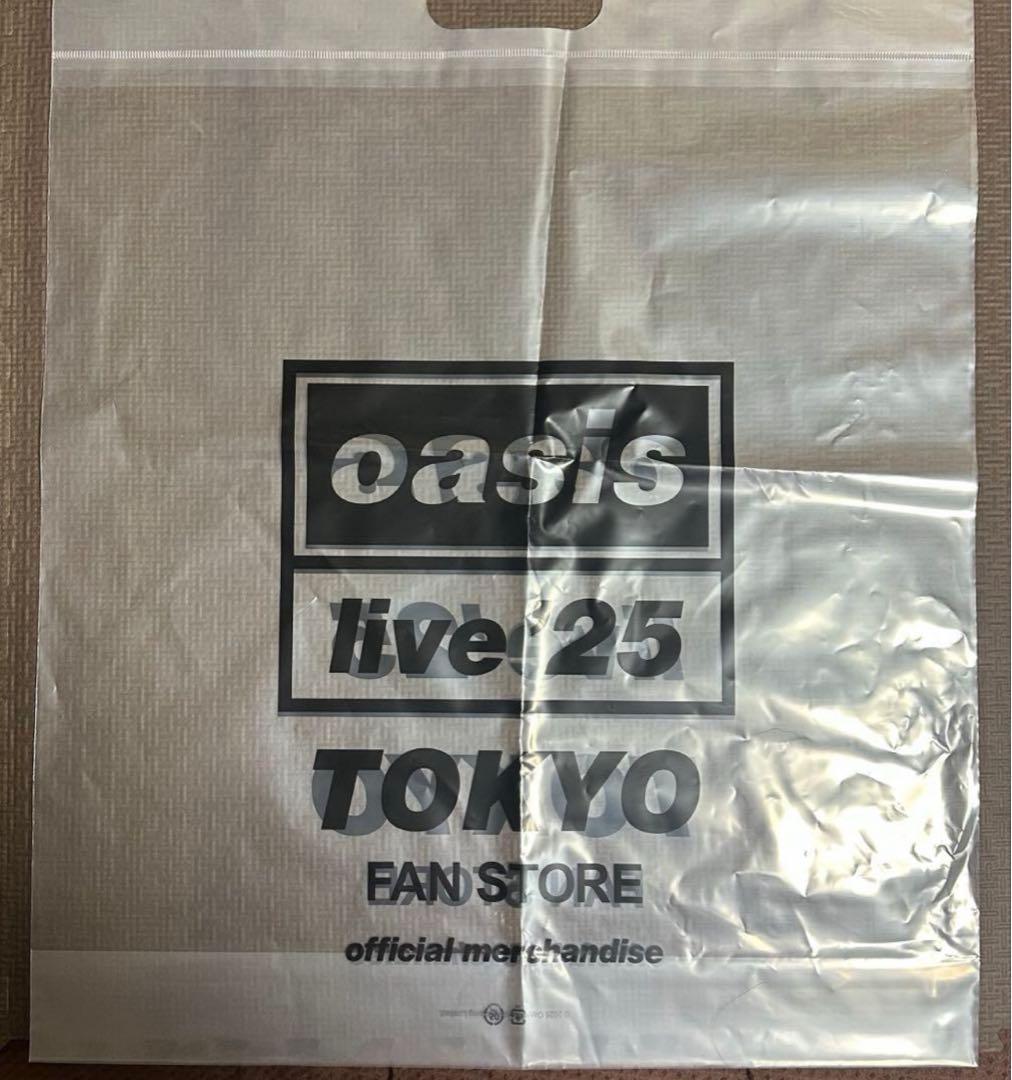 oasis
live '25
TOKYO
FAN STORE
official merchandise